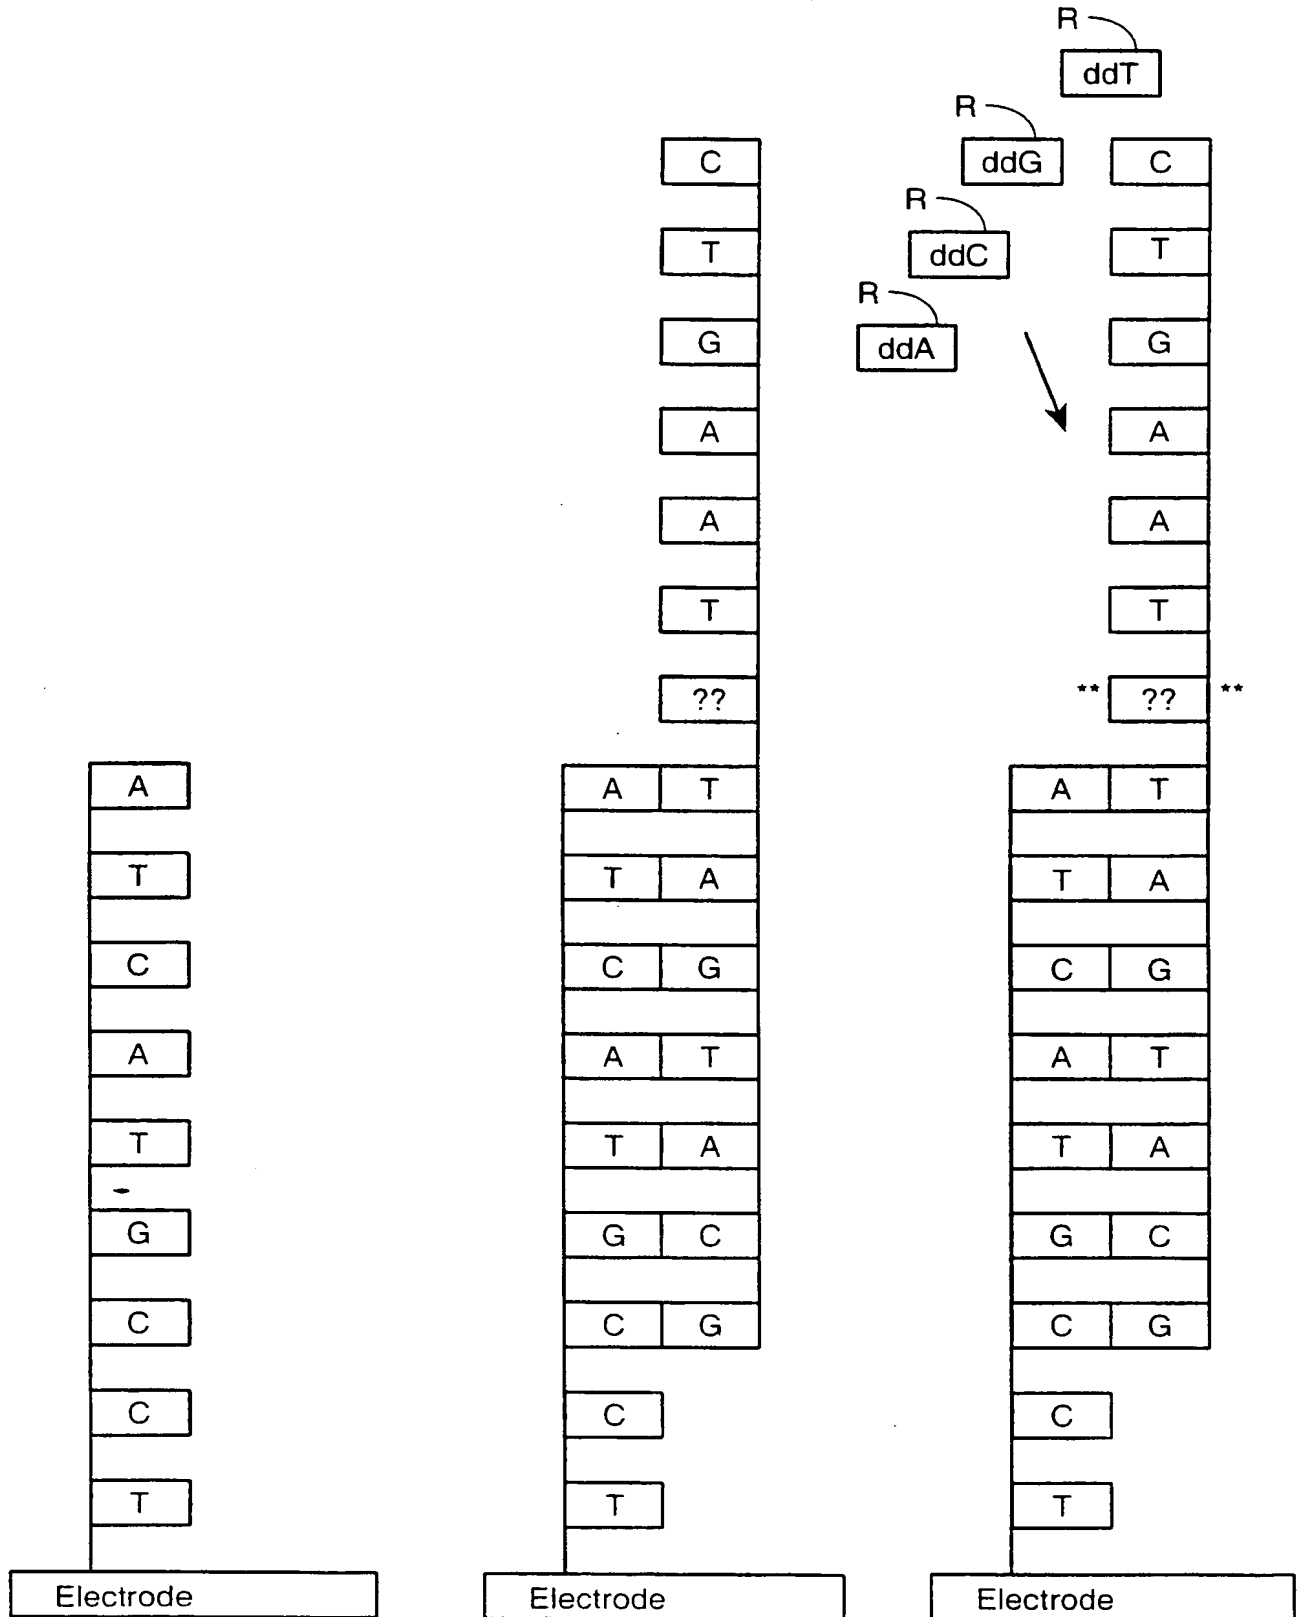 R
ddT
R
C ddG C
R
T ddC T
R
G ddA G
A A
A A
T T
?? ** ?? **
A A T A T
T T A T A
C C G C G
A A T A T
T T A T A
G G C G C
C C G C G
C C C
T T T
Electrode Electrode Electrode